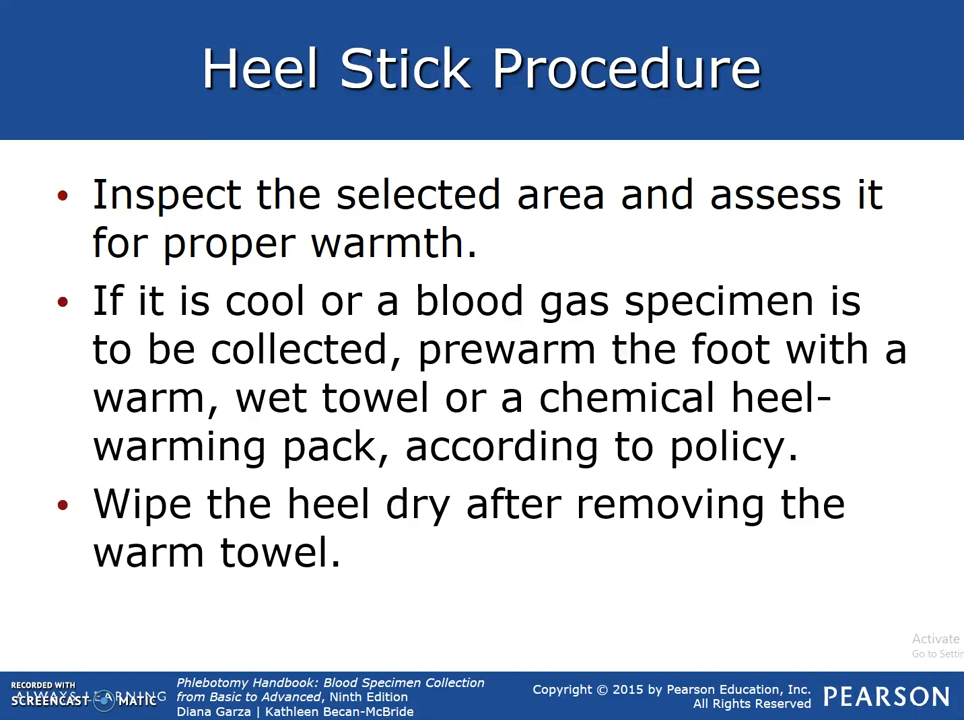 Heel Stick Procedure
• Inspect the selected area and assess it
for proper warmth.
• If it is cool or a blood gas specimen is
to be collected, prewarm the foot with a
warm, wet towel or a chemical heel-
warming pack, according to policy.
• Wipe the heel dry after removing the
warm towel.
Activate
Go to Settin
RECORDED WITH
SCREENCAST MATIC
ALWAYS LEARNING
Phlebotomy Handbook: Blood Specimen Collection
from Basic to Advanced, Ninth Edition
Diana Garza | Kathleen Becan-McBride
Copyright © 2015 by Pearson Education, Inc.
All Rights Reserved
PEARSON